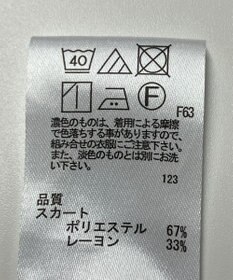 40
F
F63
濃色のものは、着用による摩擦
で色落ちする事がありますので、
組み合せの衣服にご注意下さい。
また、淡色のものとは別にお洗
い下さい。
123
品質
スカート
ポリエステル 67%
レーヨン 33%